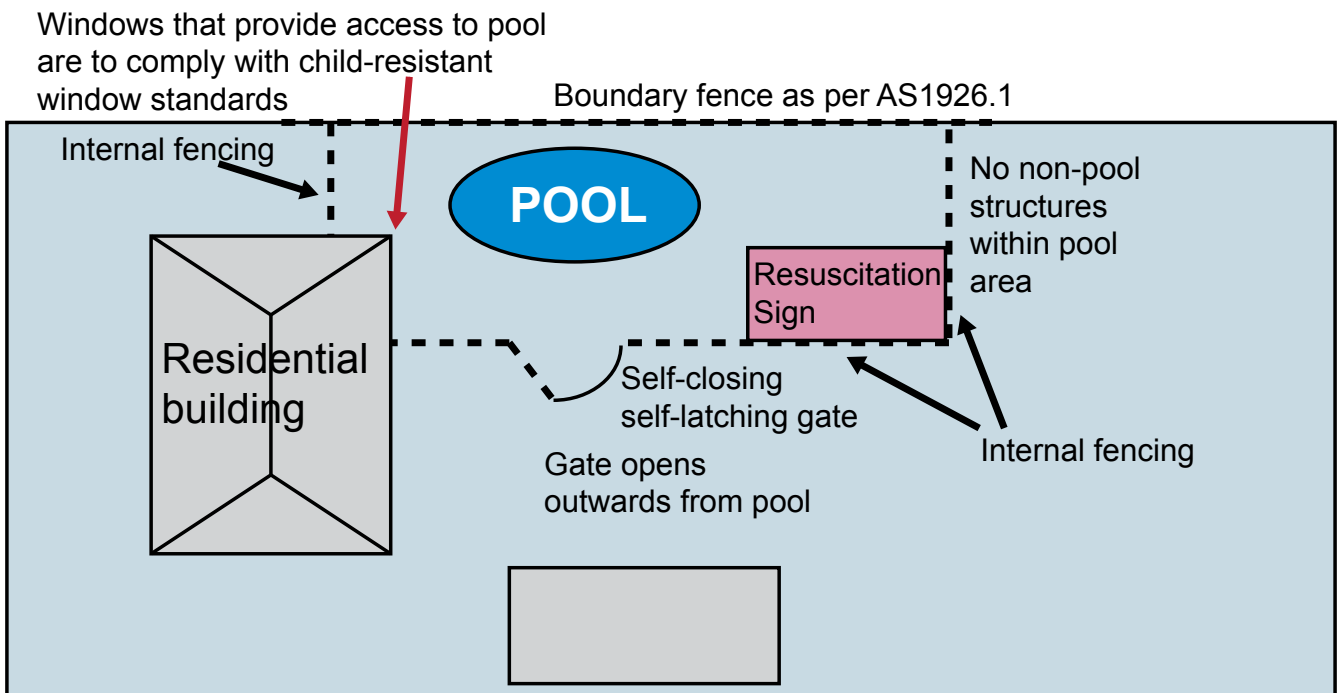 Windows that provide access to pool
are to comply with child-resistant
window standards
Boundary fence as per AS1926.1
Internal fencing
POOL
No non-pool
structures
within pool
area
Resuscitation
Sign
Residential
building
Self-closing
self-latching gate
Internal fencing
Gate opens
outwards from pool